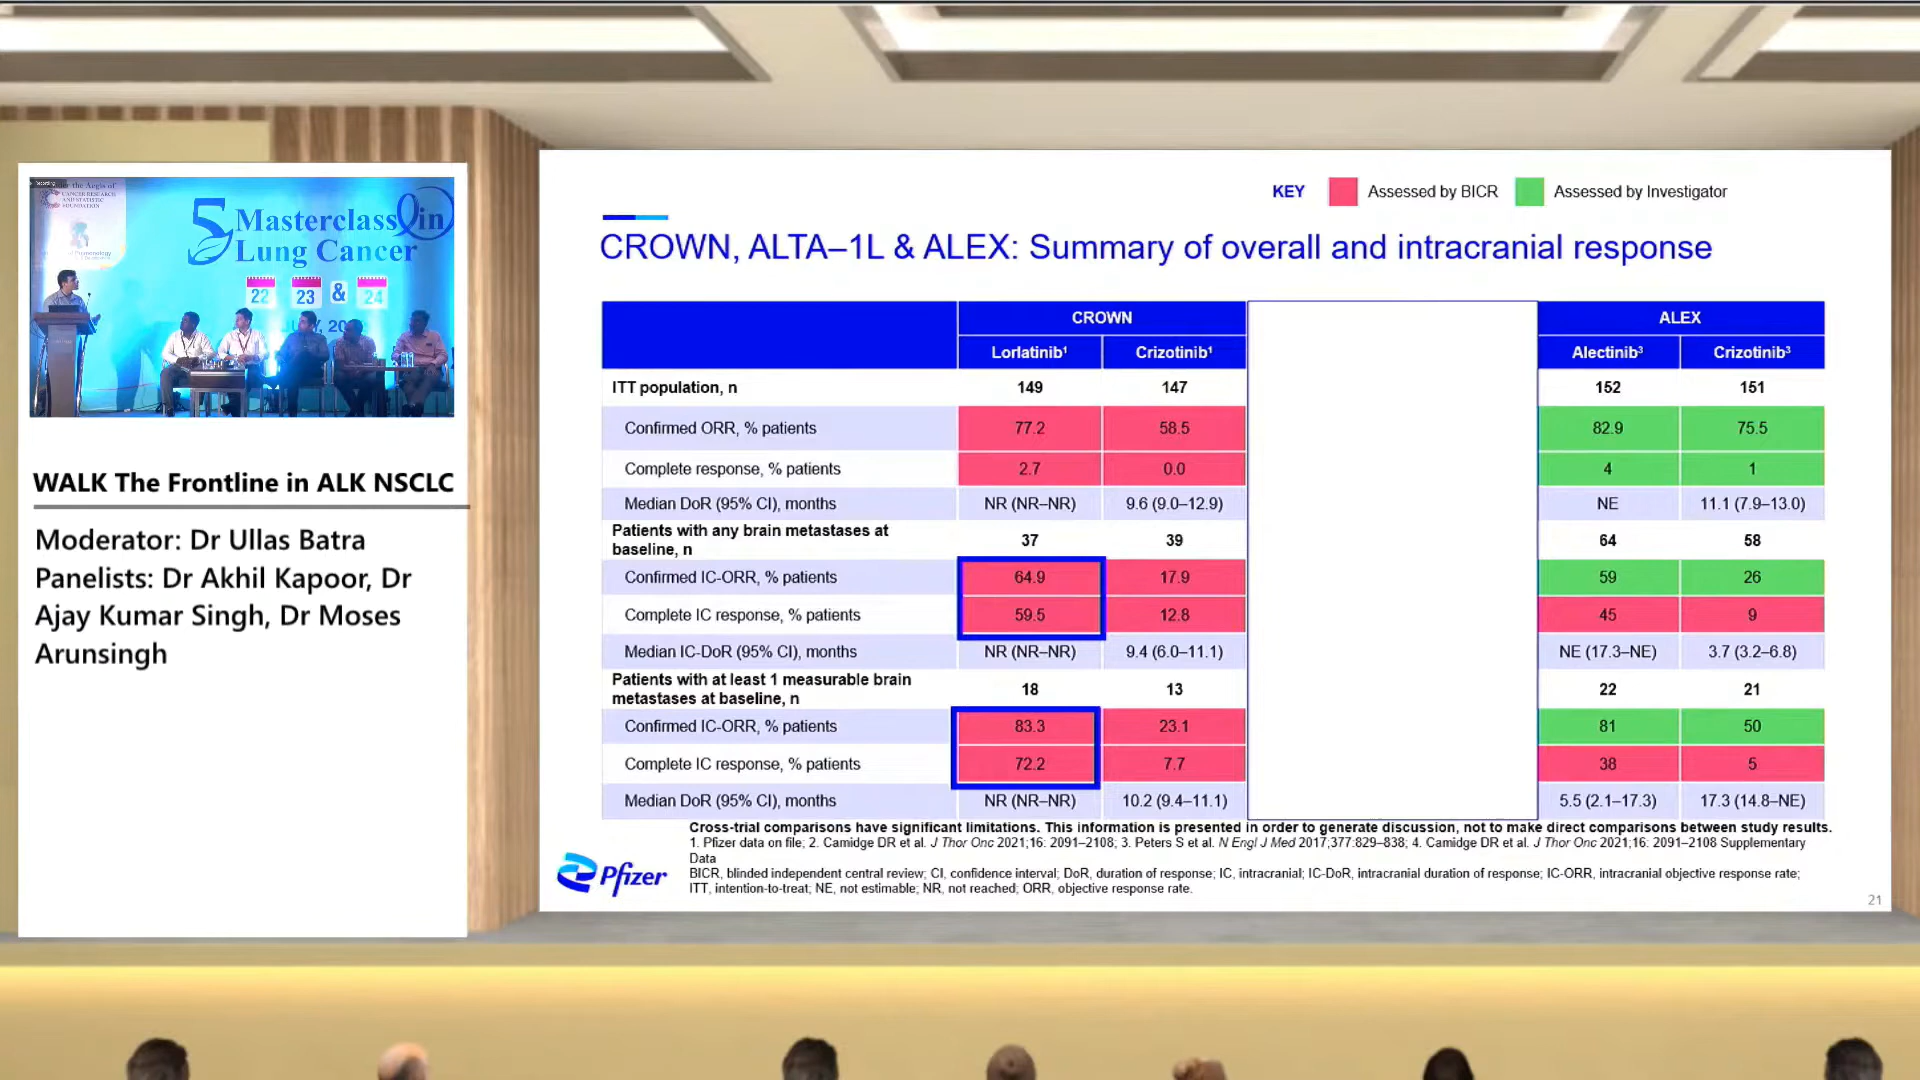 Recording
the Aegis of
CANCER RESEARCH
AND STATISTIC
FOUNDATION
5 Masterclass in
Lung Cancer
22 23 & 24
WALK The Frontline in ALK NSCLC
Moderator: Dr Ullas Batra
Panelists: Dr Akhil Kapoor, Dr
Ajay Kumar Singh, Dr Moses
Arunsingh
KEY Assessed by BICR Assessed by Investigator
CROWN, ALTA–1L & ALEX: Summary of overall and intracranial response
CROWN ALEX
Lorlatinib¹ Crizotinib¹ Alectinib³ Crizotinib³
ITT population, n 149 147 152 151
Confirmed ORR, % patients 77.2 58.5 82.9 75.5
Complete response, % patients 2.7 0.0 4 1
Median DoR (95% CI), months NR (NR–NR) 9.6 (9.0–12.9) NE 11.1 (7.9–13.0)
Patients with any brain metastases at
baseline, n 37 39 64 58
Confirmed IC-ORR, % patients 64.9 17.9 59 26
Complete IC response, % patients 59.5 12.8 45 9
Median IC-DoR (95% CI), months NR (NR–NR) 9.4 (6.0–11.1) NE (17.3–NE) 3.7 (3.2–6.8)
Patients with at least 1 measurable brain
metastases at baseline, n 18 13 22 21
Confirmed IC-ORR, % patients 83.3 23.1 81 50
Complete IC response, % patients 72.2 7.7 38 5
Median DoR (95% CI), months NR (NR–NR) 10.2 (9.4–11.1) 5.5 (2.1–17.3) 17.3 (14.8–NE)
Cross-trial comparisons have significant limitations. This information is presented in order to generate discussion, not to make direct comparisons between study results.
1. Pfizer data on file; 2. Camidge DR et al. J Thor Onc 2021;16: 2091–2108; 3. Peters S et al. N Engl J Med 2017;377:829–838; 4. Camidge DR et al. J Thor Onc 2021;16: 2091–2108 Supplementary
Data
BICR, blinded independent central review; CI, confidence interval; DoR, duration of response; IC, intracranial; IC-DoR, intracranial duration of response; IC-ORR, intracranial objective response rate;
ITT, intention-to-treat; NE, not estimable; NR, not reached; ORR, objective response rate.
Pfizer
21